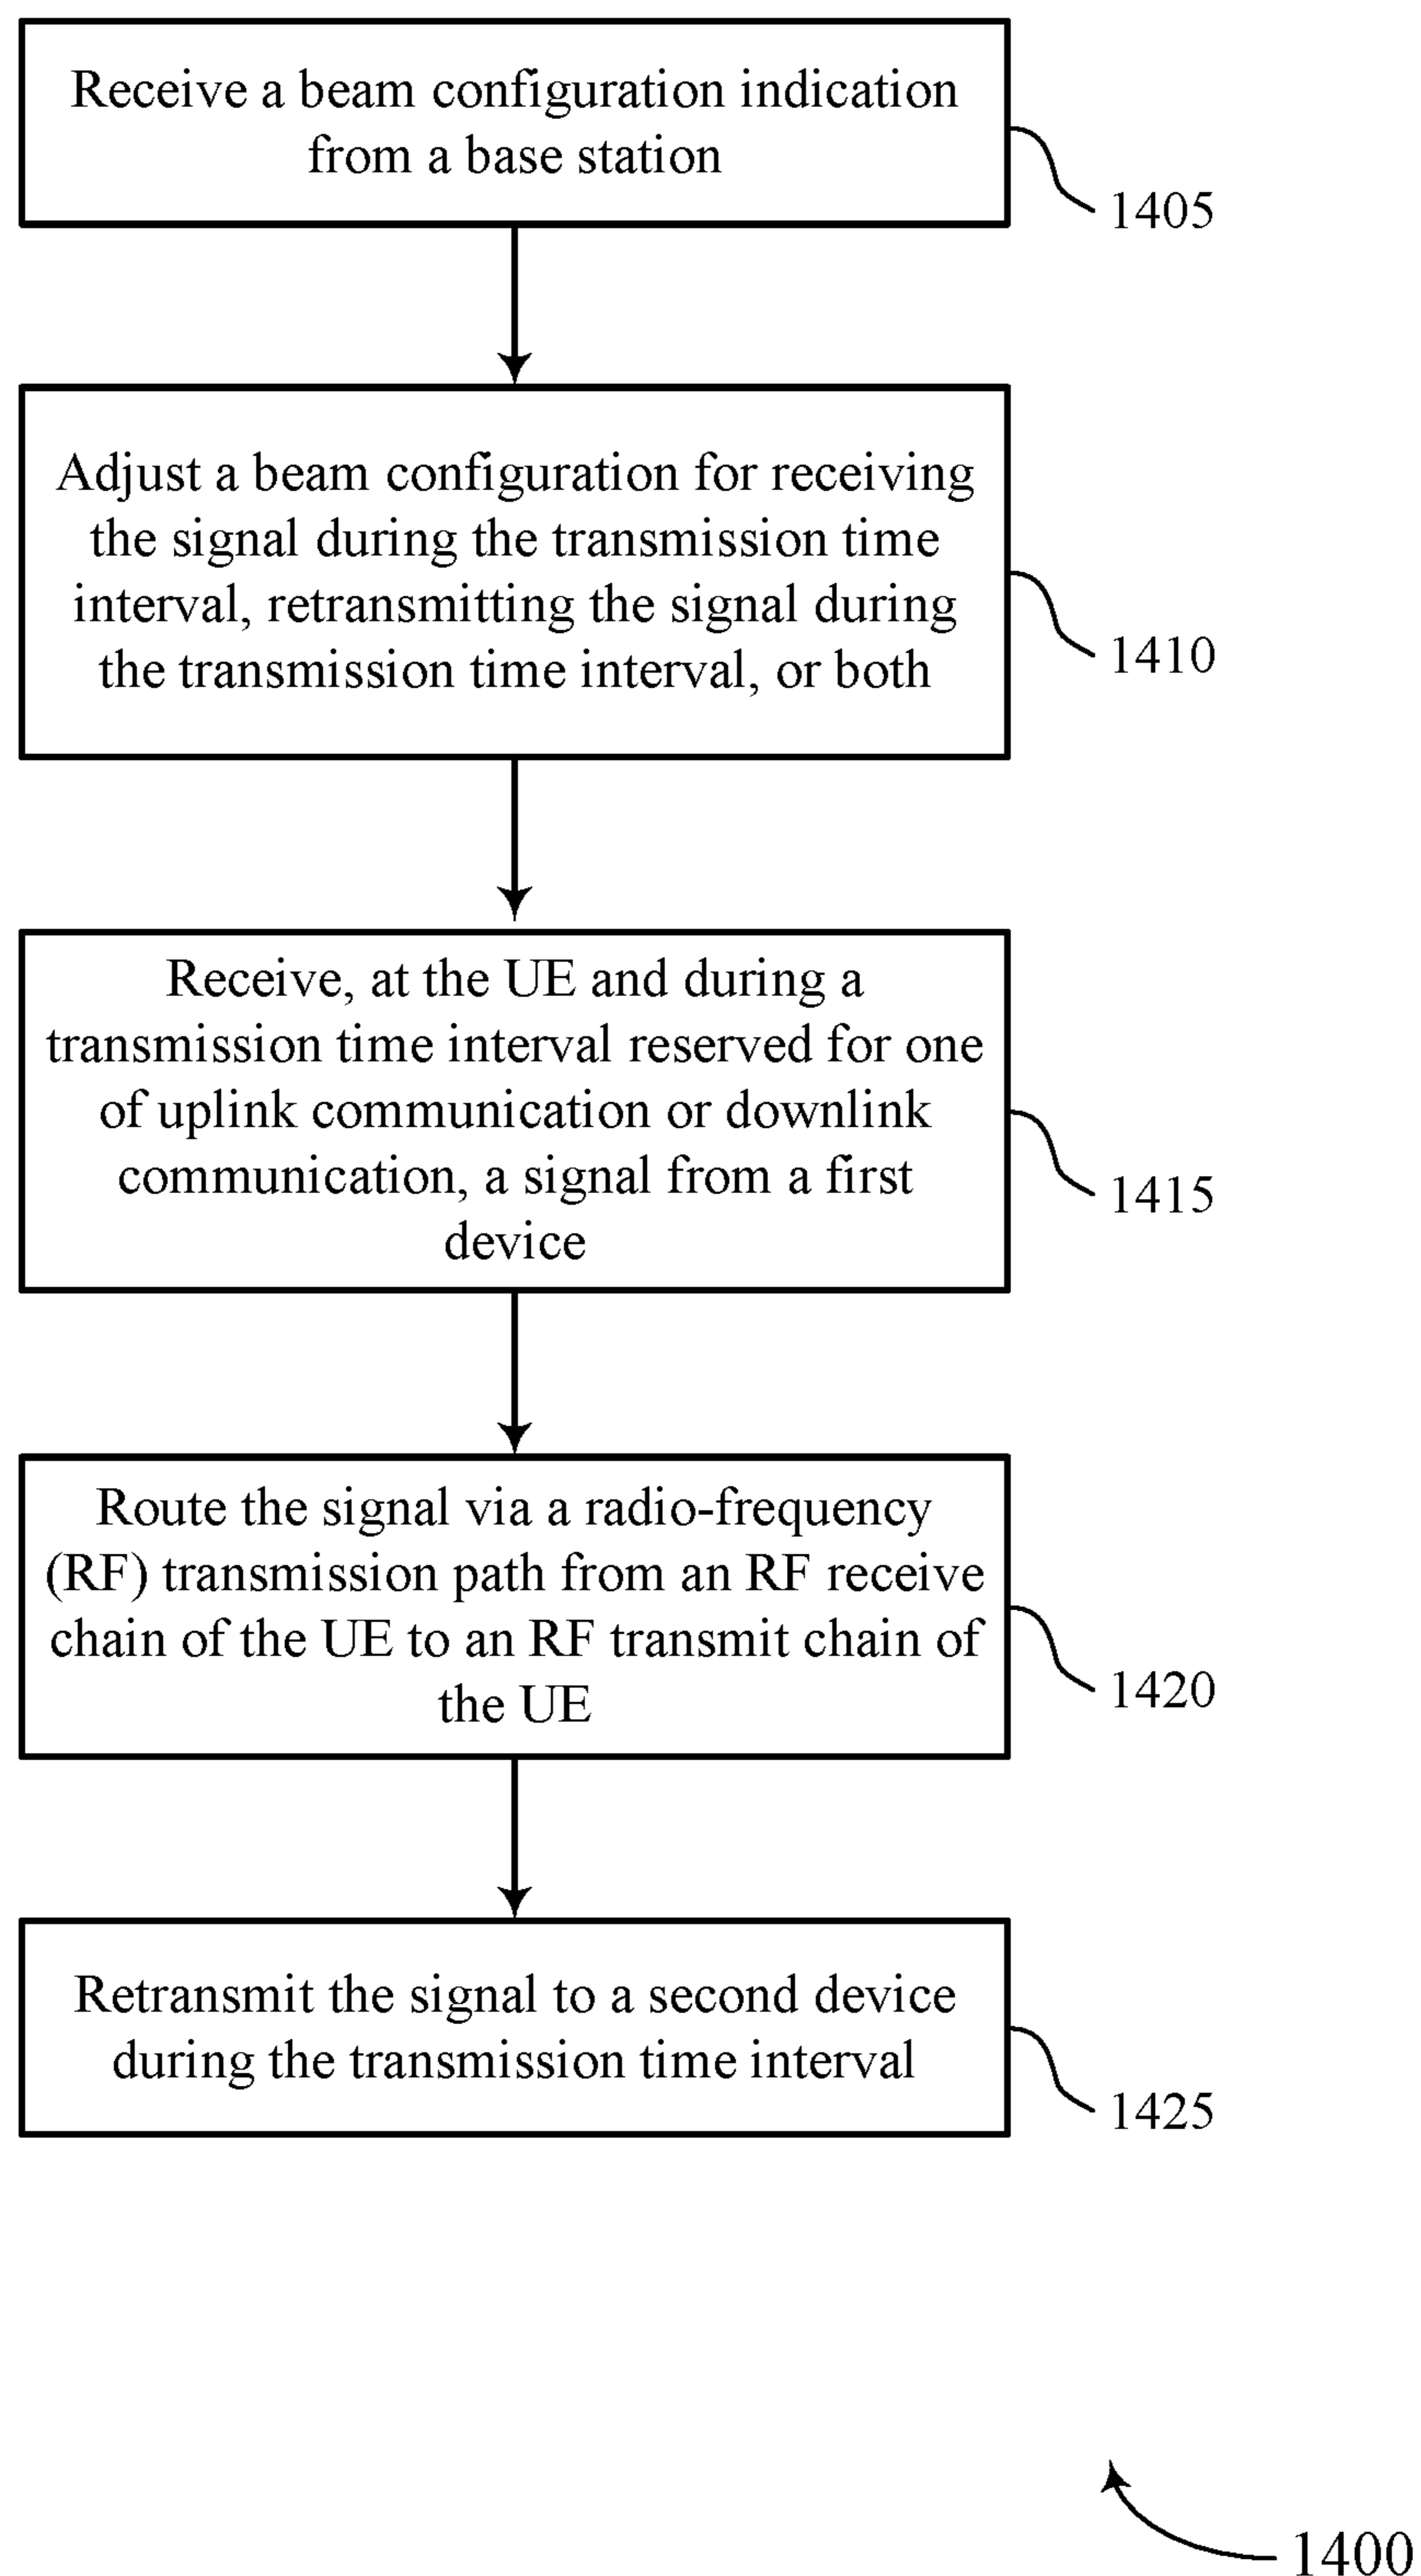 Receive a beam configuration indication
from a base station
1405
Adjust a beam configuration for receiving
the signal during the transmission time
interval, retransmitting the signal during
the transmission time interval, or both
1410
Receive, at the UE and during a
transmission time interval reserved for one
of uplink communication or downlink
communication, a signal from a first
device
1415
Route the signal via a radio-frequency
(RF) transmission path from an RF receive
chain of the UE to an RF transmit chain of
the UE
1420
Retransmit the signal to a second device
during the transmission time interval
1425
1400